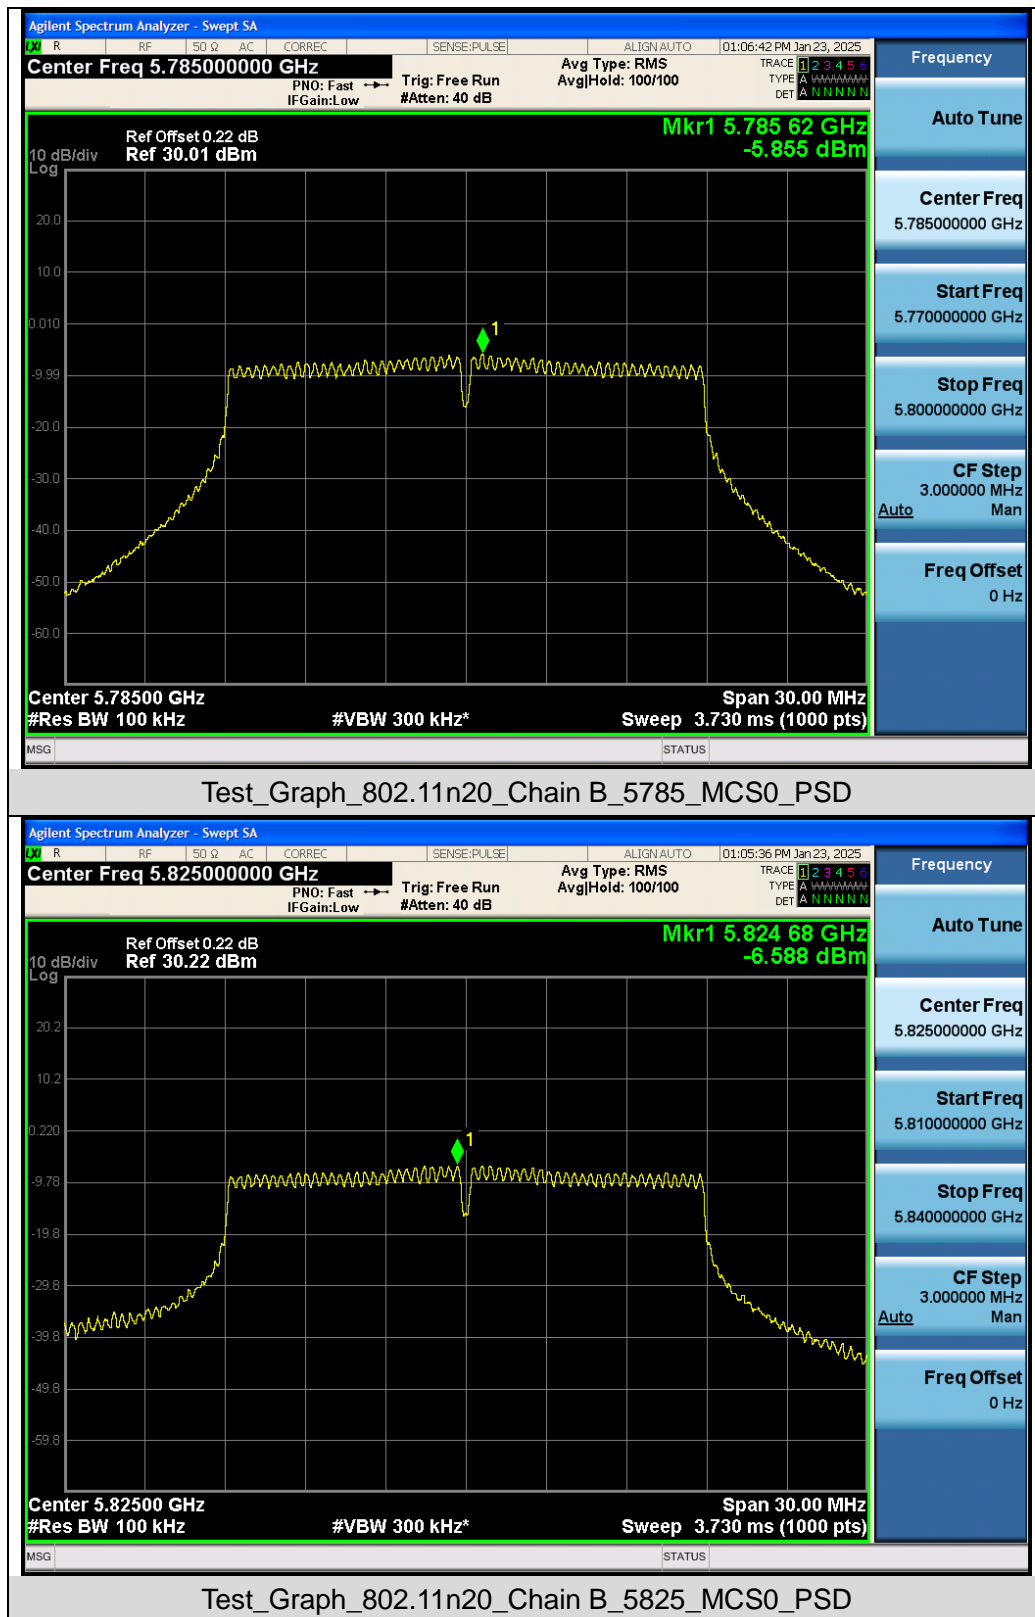 Agilent Spectrum Analyzer - Swept SA
LXI R RF 50 Ω AC CORREC SENSE:PULSE ALIGN AUTO 01:06:42 PM Jan 23, 2025
Center Freq 5.785000000 GHz
PNO: Fast
IFGain:Low
Trig: Free Run
#Atten: 40 dB
Avg Type: RMS
Avg|Hold: 100/100
TRACE 1 2 3 4 5 6
TYPE A WWWWW
DET A N N N N N
Mkr1 5.785 62 GHz
-5.855 dBm
Ref Offset 0.22 dB
10 dB/div Ref 30.01 dBm
Log
20.0
10.0
0.010
-9.99
-20.0
-30.0
-40.0
-50.0
-60.0
1
Center 5.78500 GHz Span 30.00 MHz
#Res BW 100 kHz #VBW 300 kHz* Sweep 3.730 ms (1000 pts)
MSG STATUS
Frequency
Auto Tune
Center Freq
5.785000000 GHz
Start Freq
5.770000000 GHz
Stop Freq
5.800000000 GHz
CF Step
3.000000 MHz
Auto Man
Freq Offset
0 Hz
Test_Graph_802.11n20_Chain B_5785_MCS0_PSD
Agilent Spectrum Analyzer - Swept SA
LXI R RF 50 Ω AC CORREC SENSE:PULSE ALIGN AUTO 01:05:36 PM Jan 23, 2025
Center Freq 5.825000000 GHz
PNO: Fast
IFGain:Low
Trig: Free Run
#Atten: 40 dB
Avg Type: RMS
Avg|Hold: 100/100
TRACE 1 2 3 4 5 6
TYPE A WWWWW
DET A N N N N N
Mkr1 5.824 68 GHz
-6.588 dBm
Ref Offset 0.22 dB
10 dB/div Ref 30.22 dBm
Log
20.2
10.2
0.220
-9.78
-19.8
-29.8
-39.8
-49.8
-59.8
1
Center 5.82500 GHz Span 30.00 MHz
#Res BW 100 kHz #VBW 300 kHz* Sweep 3.730 ms (1000 pts)
MSG STATUS
Frequency
Auto Tune
Center Freq
5.825000000 GHz
Start Freq
5.810000000 GHz
Stop Freq
5.840000000 GHz
CF Step
3.000000 MHz
Auto Man
Freq Offset
0 Hz
Test_Graph_802.11n20_Chain B_5825_MCS0_PSD